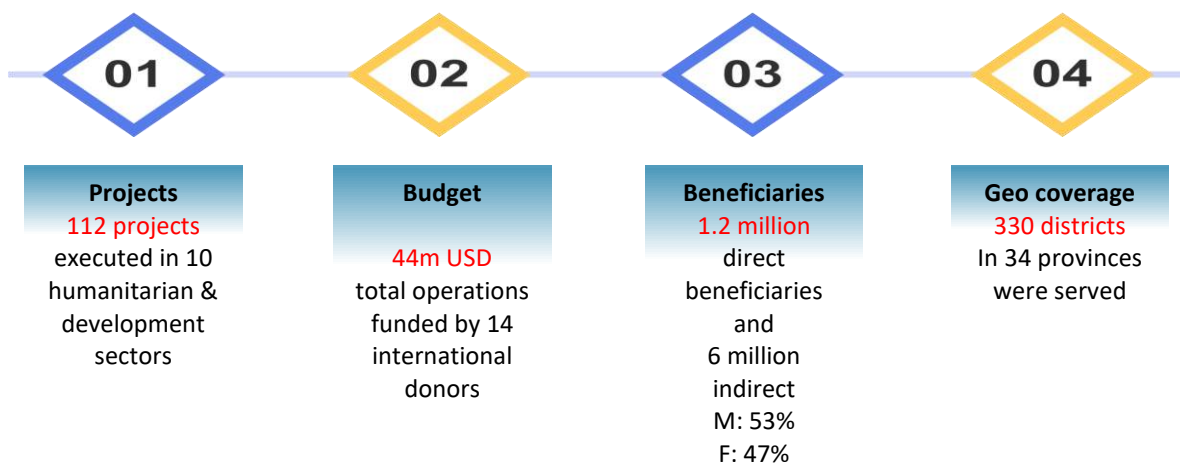 01
02
03
04
Projects
112 projects
executed in 10
humanitarian &
development
sectors
Budget
44m USD
total operations
funded by 14
international
donors
Beneficiaries
1.2 million
direct
beneficiaries
and
6 million
indirect
M: 53%
F: 47%
Geo coverage
330 districts
In 34 provinces
were served